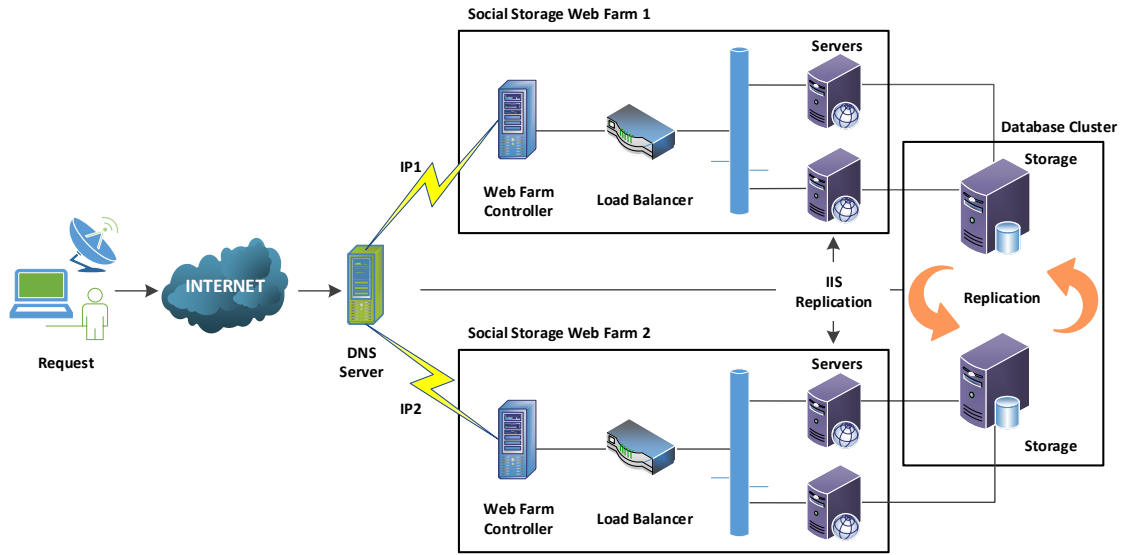 Social Storage Web Farm 1
Servers
Database Cluster
Storage
IP1
Web Farm
Controller
Load Balancer
INTERNET
IIS
Replication
Replication
Request
DNS
Server
Social Storage Web Farm 2
Servers
IP2
Storage
Web Farm
Controller
Load Balancer